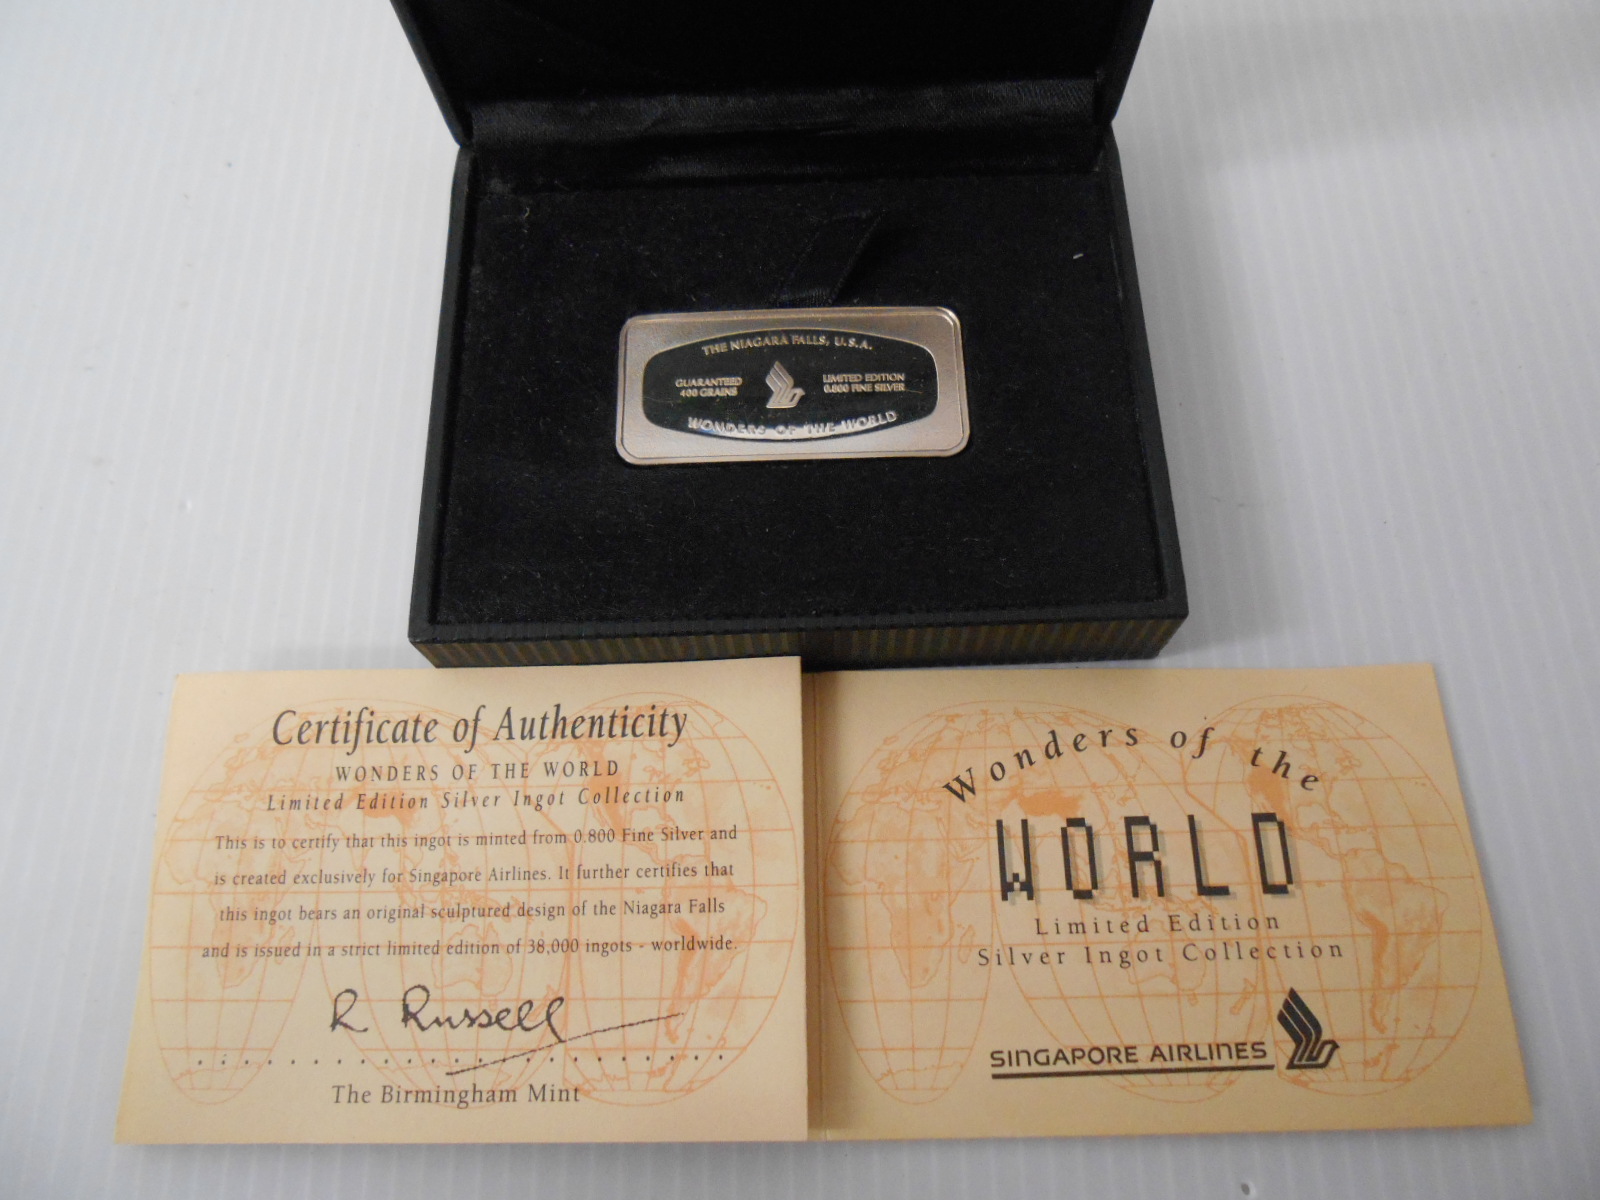 THE NIAGARA FALLS, U.S.A.
GUARANTEED
400 GRAINS
LIMITED EDITION
0.800 FINE SILVER
WONDERS OF THE WORLD
Certificate of Authenticity
WONDERS OF THE WORLD
Limited Edition Silver Ingot Collection
This is to certify that this ingot is minted from 0.800 Fine Silver and
is created exclusively for Singapore Airlines. It further certifies that
this ingot bears an original sculptured design of the Niagara Falls
and is issued in a strict limited edition of 38,000 ingots - worldwide.
R Russell
The Birmingham Mint
Wonders of the
WORLD
Limited Edition
Silver Ingot Collection
SINGAPORE AIRLINES